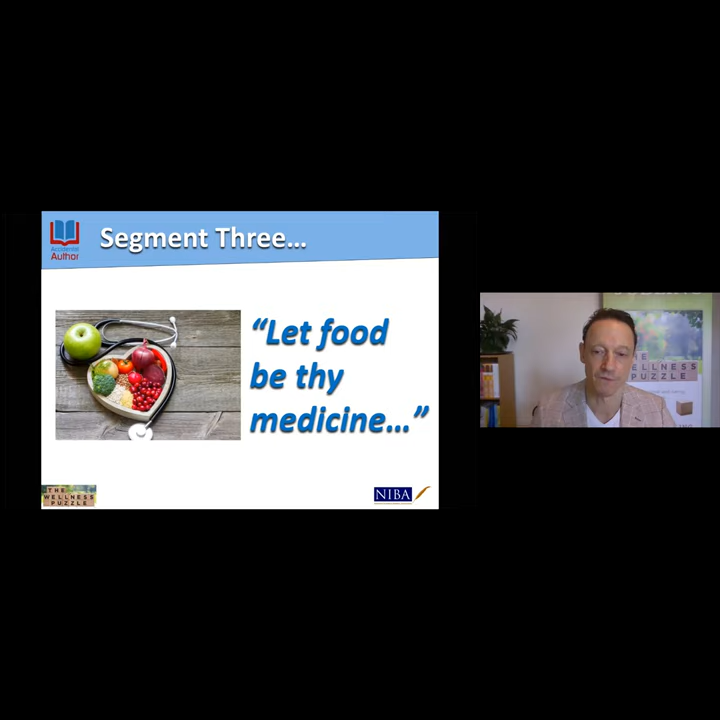 Accidental
Author
Segment Three...
“Let food
be thy
medicine...”
THE
WELLNESS
PUZZLE
NIBA
THE
WELLNESS
PUZZLE